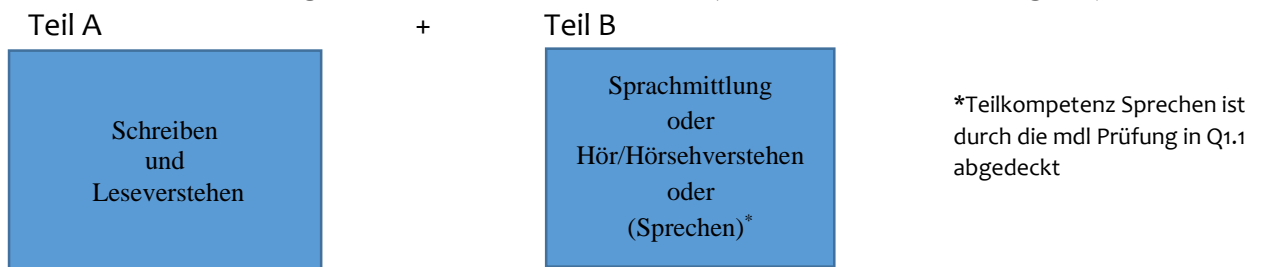 Teil A + Teil B
Schreiben
und
Leseverstehen
Sprachmittlung
oder
Hör/Hörsehverstehen
oder
(Sprechen)*
*Teilkompetenz Sprechen ist
durch die mdl Prüfung in Q1.1
abgedeckt